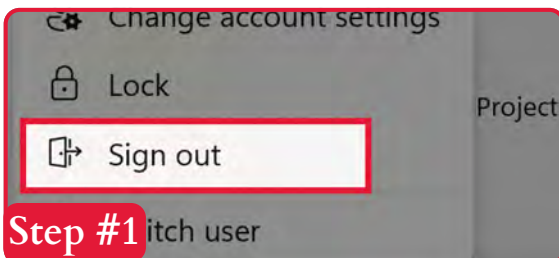 Change account settings
Lock
Project
Sign out
Step #1 itch user